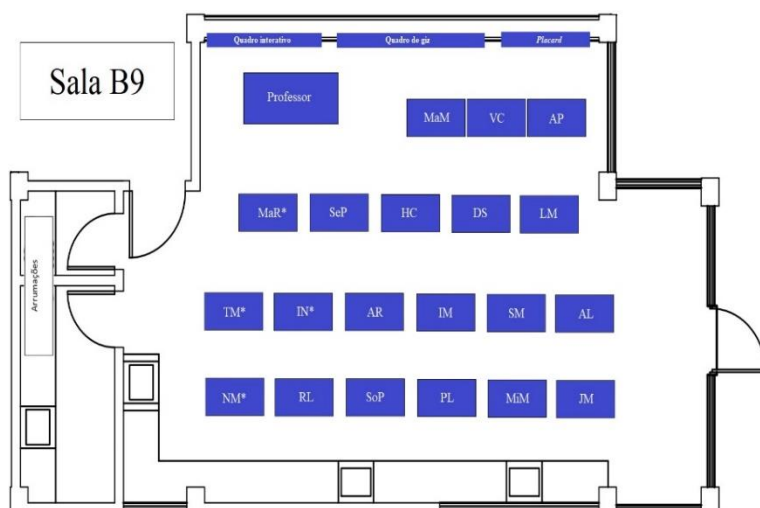 Quadro interativo
Quadro de giz
Placard
Sala B9
Professor
MaM VC AP
MaR* SeP HC DS LM
Arrumações
TM* IN* AR IM SM AL
NM* RL SoP PL MiM JM